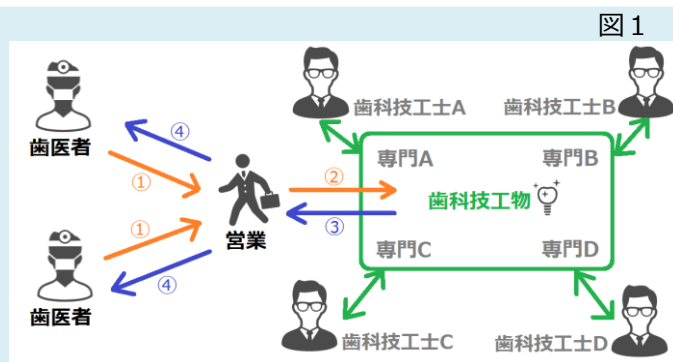 図1
歯医者
歯医者
営業
①
①
②
③
④
④
歯科技工士A
歯科技工士B
専門A
専門B
歯科技工物
専門C
専門D
歯科技工士C
歯科技工士D